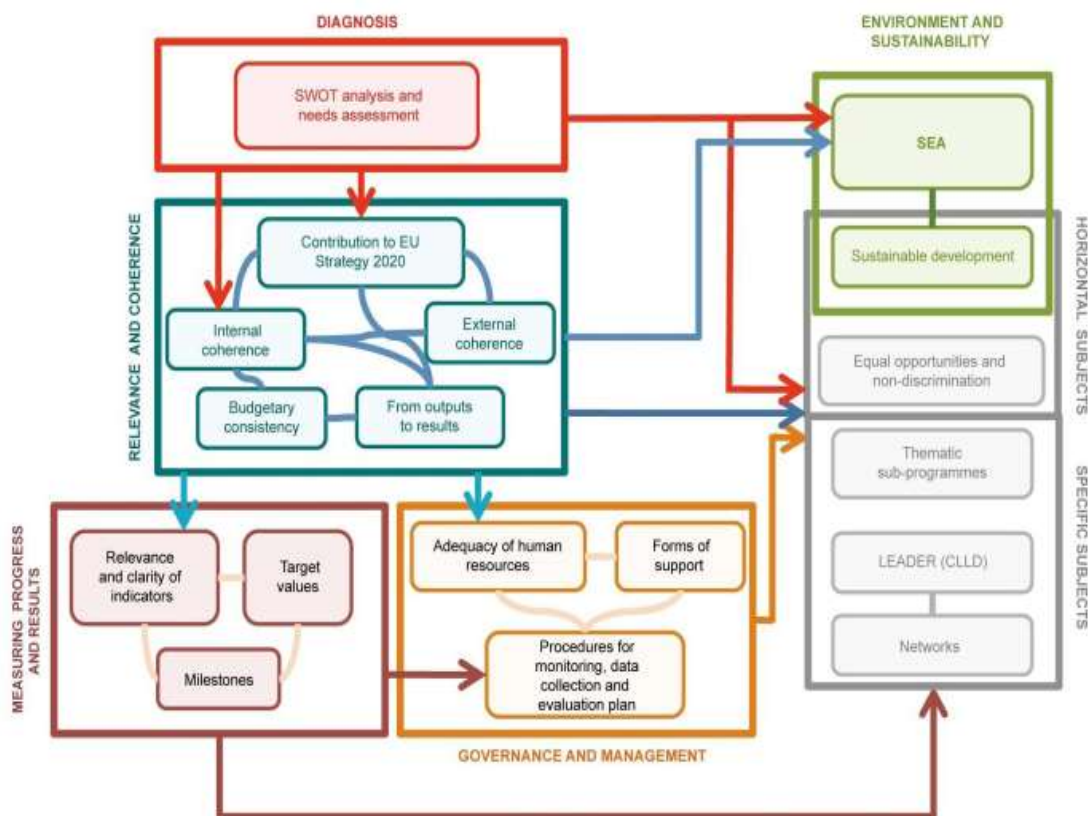 DIAGNOSIS
ENVIRONMENT AND
SUSTAINABILITY
SWOT analysis and
needs assessment
SEA
Sustainable development
RELEVANCE AND COHERENCE
Contribution to EU
Strategy 2020
Internal
coherence
External
coherence
Budgetary
consistency
From outputs
to results
HORIZONTAL SUBJECTS
Equal opportunities and
non-discrimination
SPECIFIC SUBJECTS
Thematic
sub-programmes
LEADER (CLLD)
Networks
MEASURING PROGRESS
AND RESULTS
Relevance
and clarity of
indicators
Target
values
Milestones
Adequacy of human
resources
Forms of
support
Procedures for
monitoring, data
collection and
evaluation plan
GOVERNANCE AND MANAGEMENT